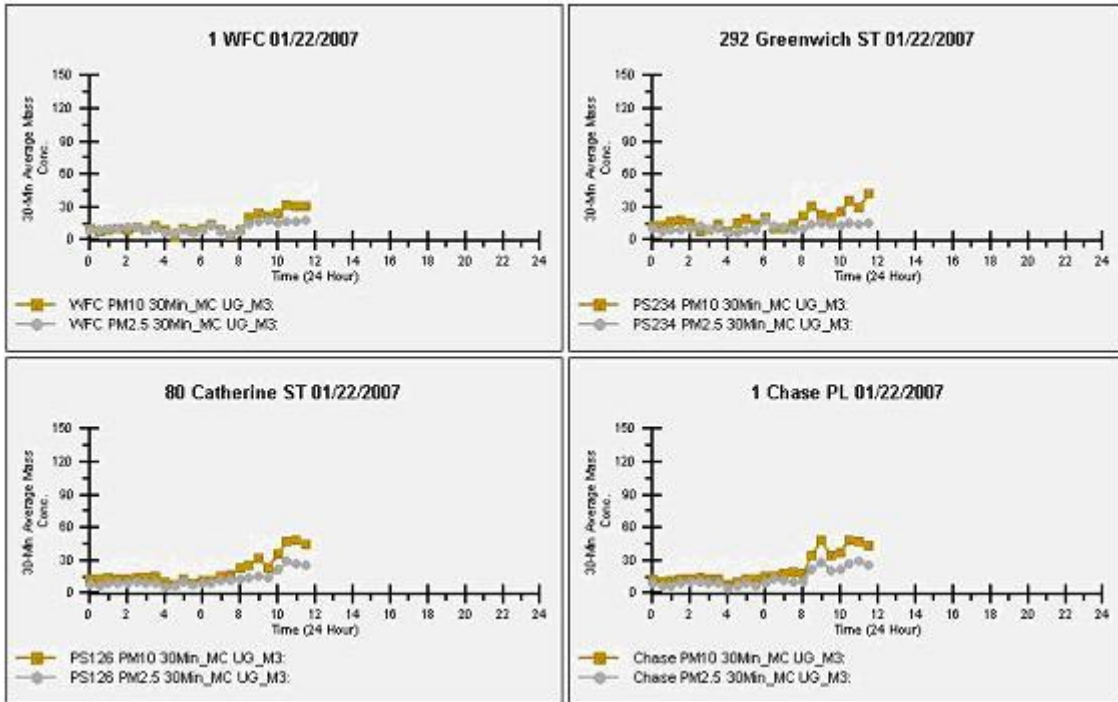 1 WFC 01/22/2007
150
120
90
60
30
0
30-Min Average Mass
Conc.
0 2 4 6 8 10 12 14 16 18 20 22 24
Time (24 Hour)
WFC PM10 30Min_MC UG_M3:
WFC PM2.5 30Min_MC UG_M3:
292 Greenwich ST 01/22/2007
150
120
90
60
30
0
30-Min Average Mass
Conc.
0 2 4 6 8 10 12 14 16 18 20 22 24
Time (24 Hour)
PS234 PM10 30Min_MC UG_M3:
PS234 PM2.5 30Min_MC UG_M3:
80 Catherine ST 01/22/2007
150
120
90
60
30
0
30-Min Average Mass
Conc.
0 2 4 6 8 10 12 14 16 18 20 22 24
Time (24 Hour)
PS126 PM10 30Min_MC UG_M3:
PS126 PM2.5 30Min_MC UG_M3:
1 Chase PL 01/22/2007
150
120
90
60
30
0
30-Min Average Mass
Conc.
0 2 4 6 8 10 12 14 16 18 20 22 24
Time (24 Hour)
Chase PM10 30Min_MC UG_M3:
Chase PM2.5 30Min_MC UG_M3: